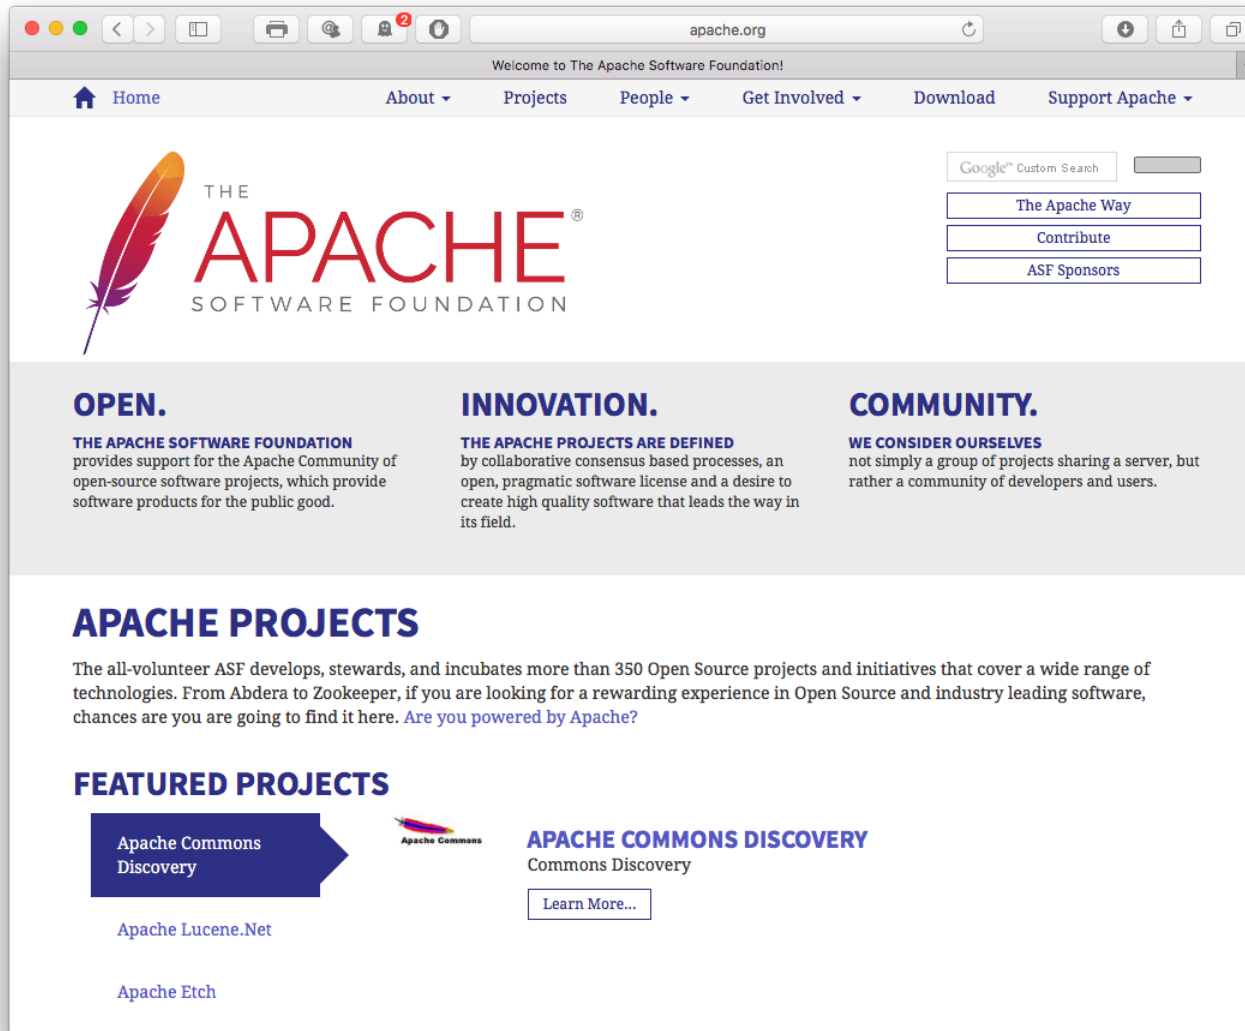 2
apache.org
Welcome to The Apache Software Foundation!
Home
About
Projects
People
Get Involved
Download
Support Apache
THE
APACHE®
SOFTWARE FOUNDATION
Google™ Custom Search
The Apache Way
Contribute
ASF Sponsors
OPEN.
THE APACHE SOFTWARE FOUNDATION
provides support for the Apache Community of
open-source software projects, which provide
software products for the public good.
INNOVATION.
THE APACHE PROJECTS ARE DEFINED
by collaborative consensus based processes, an
open, pragmatic software license and a desire to
create high quality software that leads the way in
its field.
COMMUNITY.
WE CONSIDER OURSELVES
not simply a group of projects sharing a server, but
rather a community of developers and users.
APACHE PROJECTS
The all-volunteer ASF develops, stewards, and incubates more than 350 Open Source projects and initiatives that cover a wide range of
technologies. From Abdera to Zookeeper, if you are looking for a rewarding experience in Open Source and industry leading software,
chances are you are going to find it here. Are you powered by Apache?
FEATURED PROJECTS
Apache Commons
Discovery
Apache Lucene.Net
Apache Etch
Apache Commons
APACHE COMMONS DISCOVERY
Commons Discovery
Learn More...